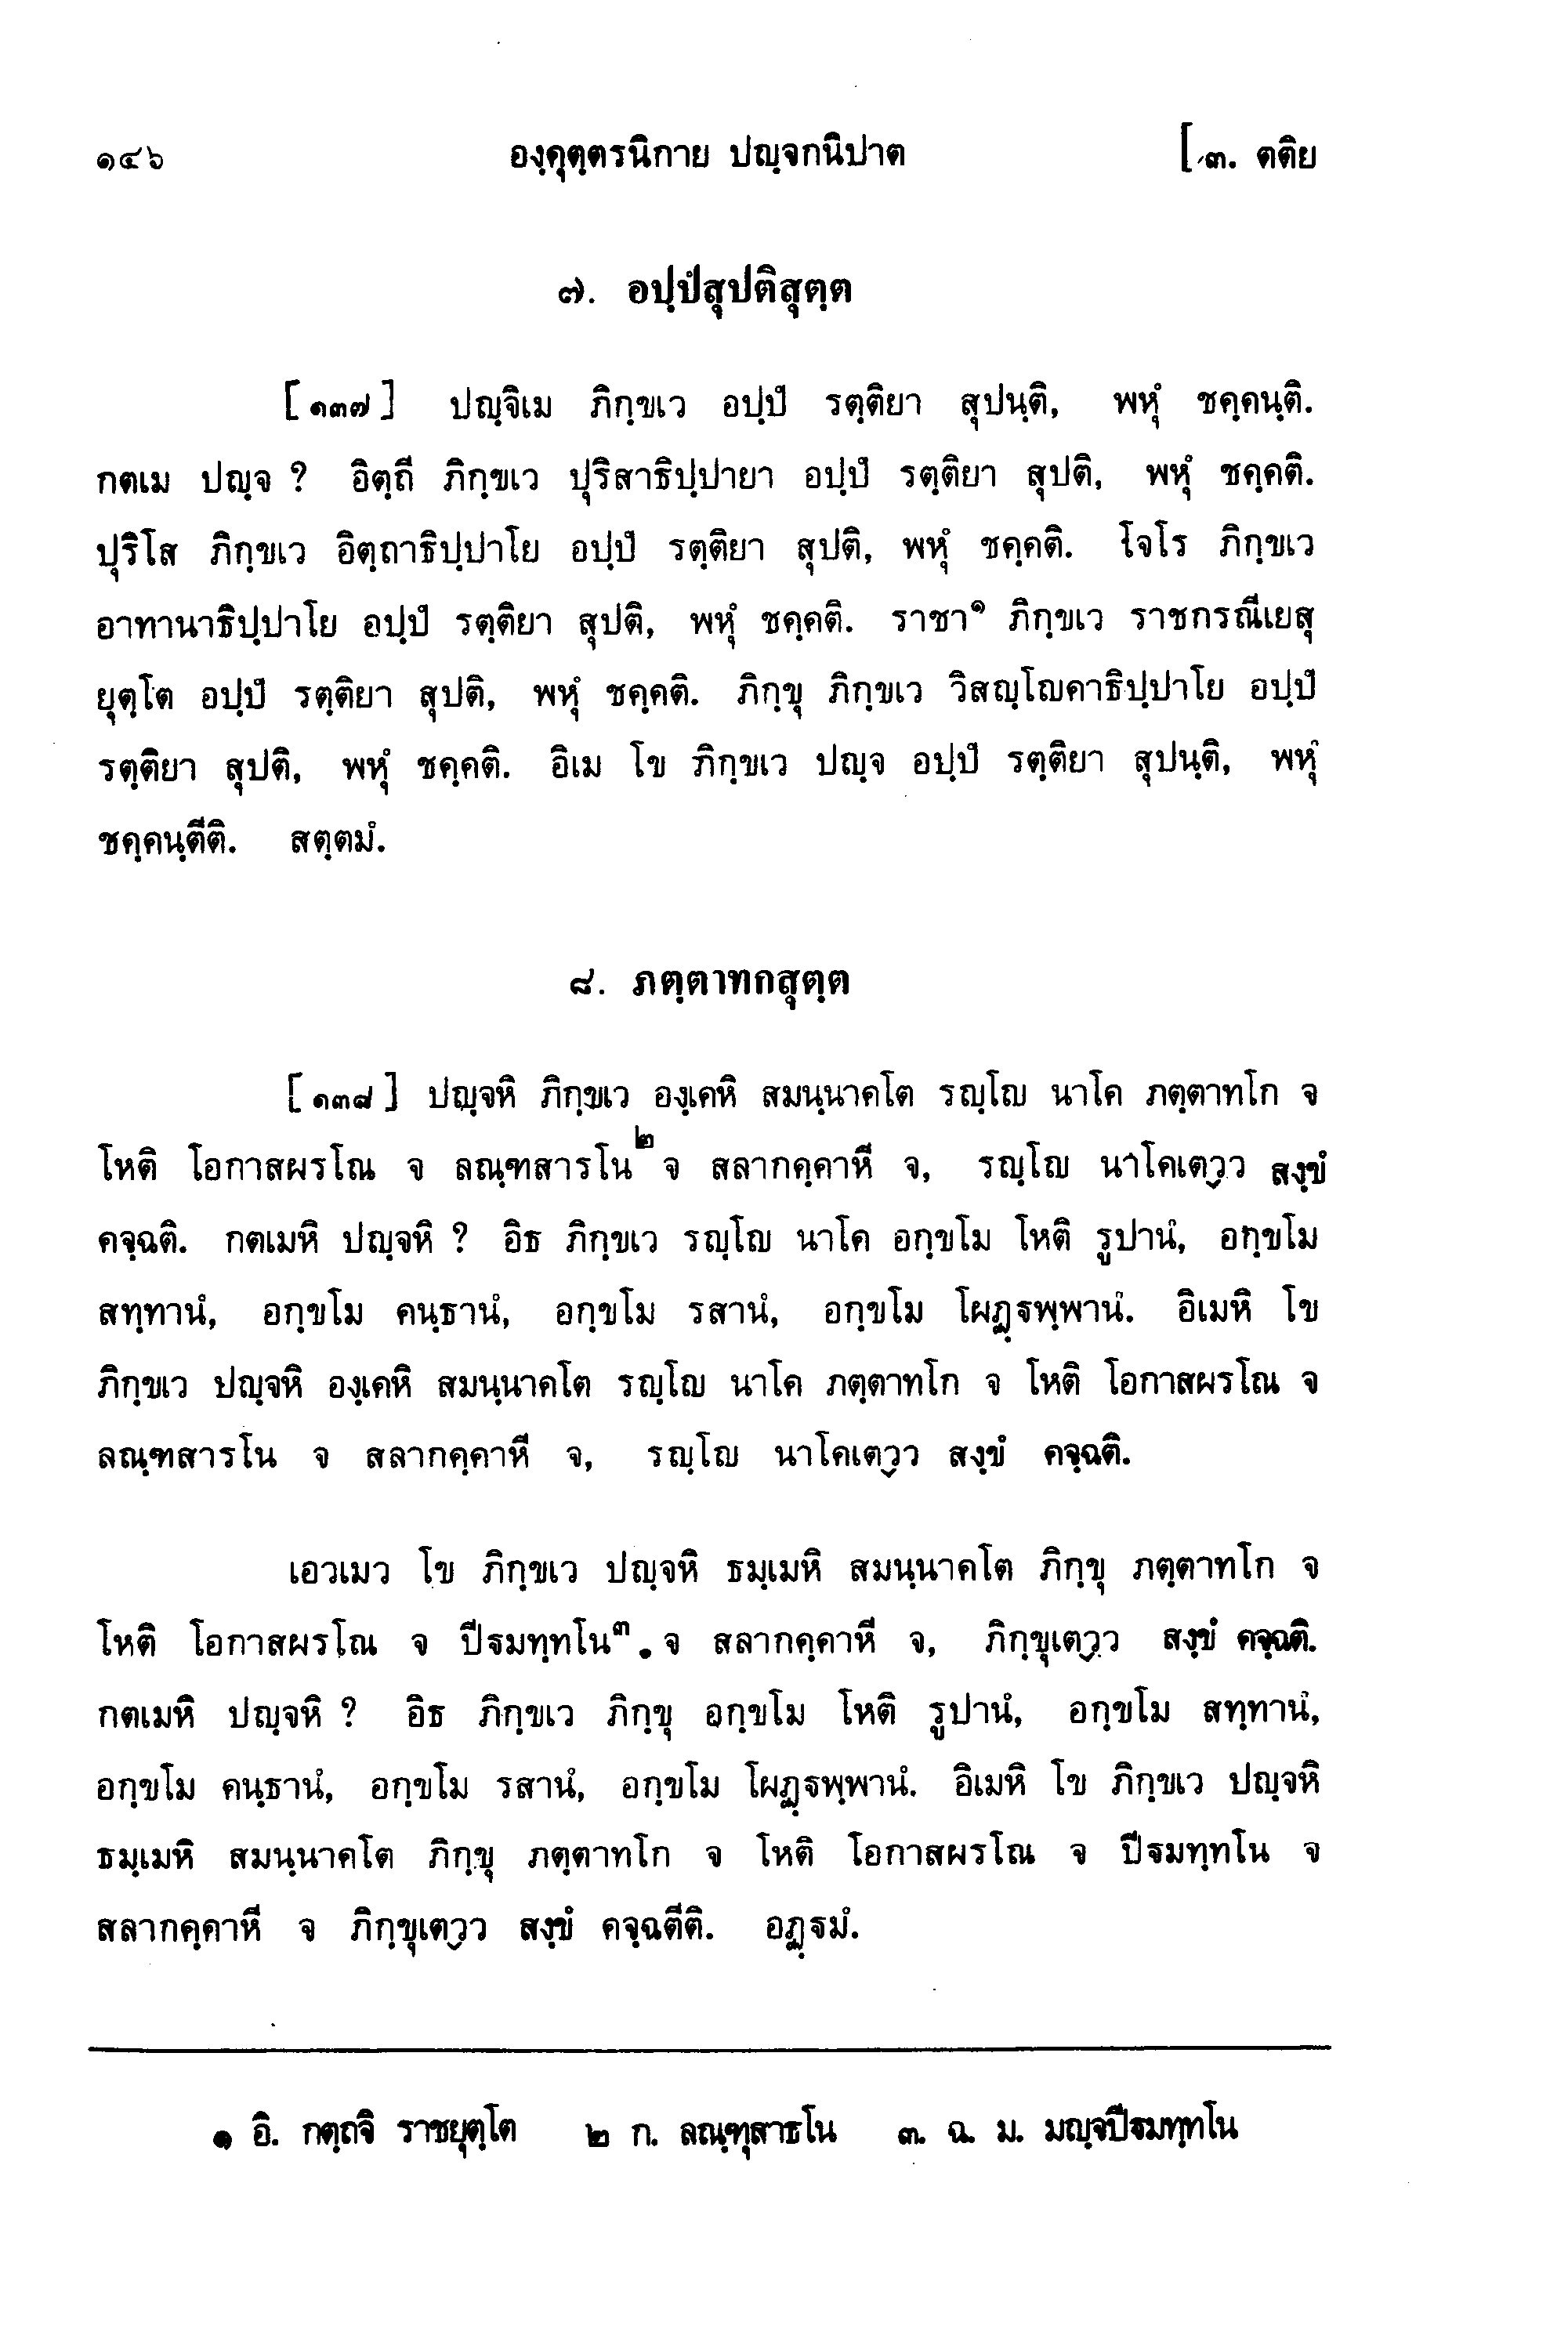 ๑๔๖ องฺคุตฺตรนิกาย ปญฺจกนิปาต [ ๓. ตติย
๗. อปฺปํสุปติสุตฺต
[๑๓๗] ปญฺจิเม ภิกฺขเว อปฺปํ รตฺติยา สุปนฺติ, พหุํ ชคฺคนฺติ.
กตเม ปญฺจ ? อิตฺถี ภิกฺขเว ปุริสาธิปฺปายา อปฺปํ รตฺติยา สุปติ, พหุํ ชคฺคติ.
ปุริโส ภิกฺขเว อิตฺถาธิปฺปาโย อปฺปํ รตฺติยา สุปติ, พหุํ ชคฺคติ. โจโร ภิกฺขเว
อาทานาธิปฺปาโย อปฺปํ รตฺติยา สุปติ, พหุํ ชคฺคติ. ราชา๑ ภิกฺขเว ราชกรณีเยสุ
ยุตฺโต อปฺปํ รตฺติยา สุปติ, พหุํ ชคฺคติ. ภิกฺขุ ภิกฺขเว วิสญฺโญคาธิปฺปาโย อปฺปํ
รตฺติยา สุปติ, พหุํ ชคฺคติ. อิเม โข ภิกฺขเว ปญฺจ อปฺปํ รตฺติยา สุปนฺติ, พหุํ
ชคฺคนฺตีติ. สตฺตมํ.
๘. ภตฺตาทกสุตฺต
[๑๓๘] ปญฺจหิ ภิกฺขเว องฺเคหิ สมนฺนาคโต รญฺโญ นาโค ภตฺตาทโก จ
โหติ โอกาสผรโณ จ ลณฺฑสารโน๒ จ สลากคฺคาหี จ, รญฺโญ นาโคเตฺวว สงฺขํ
คจฺฉติ. กตเมหิ ปญฺจหิ ? อิธ ภิกฺขเว รญฺโญ นาโค อกฺขโม โหติ รูปานํ, อกฺขโม
สทฺทานํ, อกฺขโม คนฺธานํ, อกฺขโม รสานํ, อกฺขโม โผฏฺฐพฺพานํ. อิเมหิ โข
ภิกฺขเว ปญฺจหิ องฺเคหิ สมนฺนาคโต รญฺโญ นาโค ภตฺตาทโก จ โหติ โอกาสผรโณ จ
ลณฺฑสารโน จ สลากคฺคาหี จ, รญฺโญ นาโคเตฺวว สงฺขํ คจฺฉติ.
เอวเมว โข ภิกฺขเว ปญฺจหิ ธมฺเมหิ สมนฺนาคโต ภิกฺขุ ภตฺตาทโก จ
โหติ โอกาสผรโณ จ ปีฐมทฺทโน๓. จ สลากคฺคาหี จ, ภิกฺขุเตฺวว สงฺขํ คจฺฉติ.
กตเมหิ ปญฺจหิ ? อิธ ภิกฺขเว ภิกฺขุ อกฺขโม โหติ รูปานํ, อกฺขโม สทฺทานํ,
อกฺขโม คนฺธานํ, อกฺขโม รสานํ, อกฺขโม โผฏฺฐพฺพานํ. อิเมหิ โข ภิกฺขเว ปญฺจหิ
ธมฺเมหิ สมนฺนาคโต ภิกฺขุ ภตฺตาทโก จ โหติ โอกาสผรโณ จ ปีฐมทฺทโน จ
สลากคฺคาหี จ ภิกฺขุเตฺวว สงฺขํ คจฺฉตีติ. อฏฺฐมํ.
๑ อิ. กตฺถจิ ราชยุตฺโต ๒ ก. ลณฺฑุสาธโน ๓. ฉ. ม. มญฺจปีฐมทฺทโน